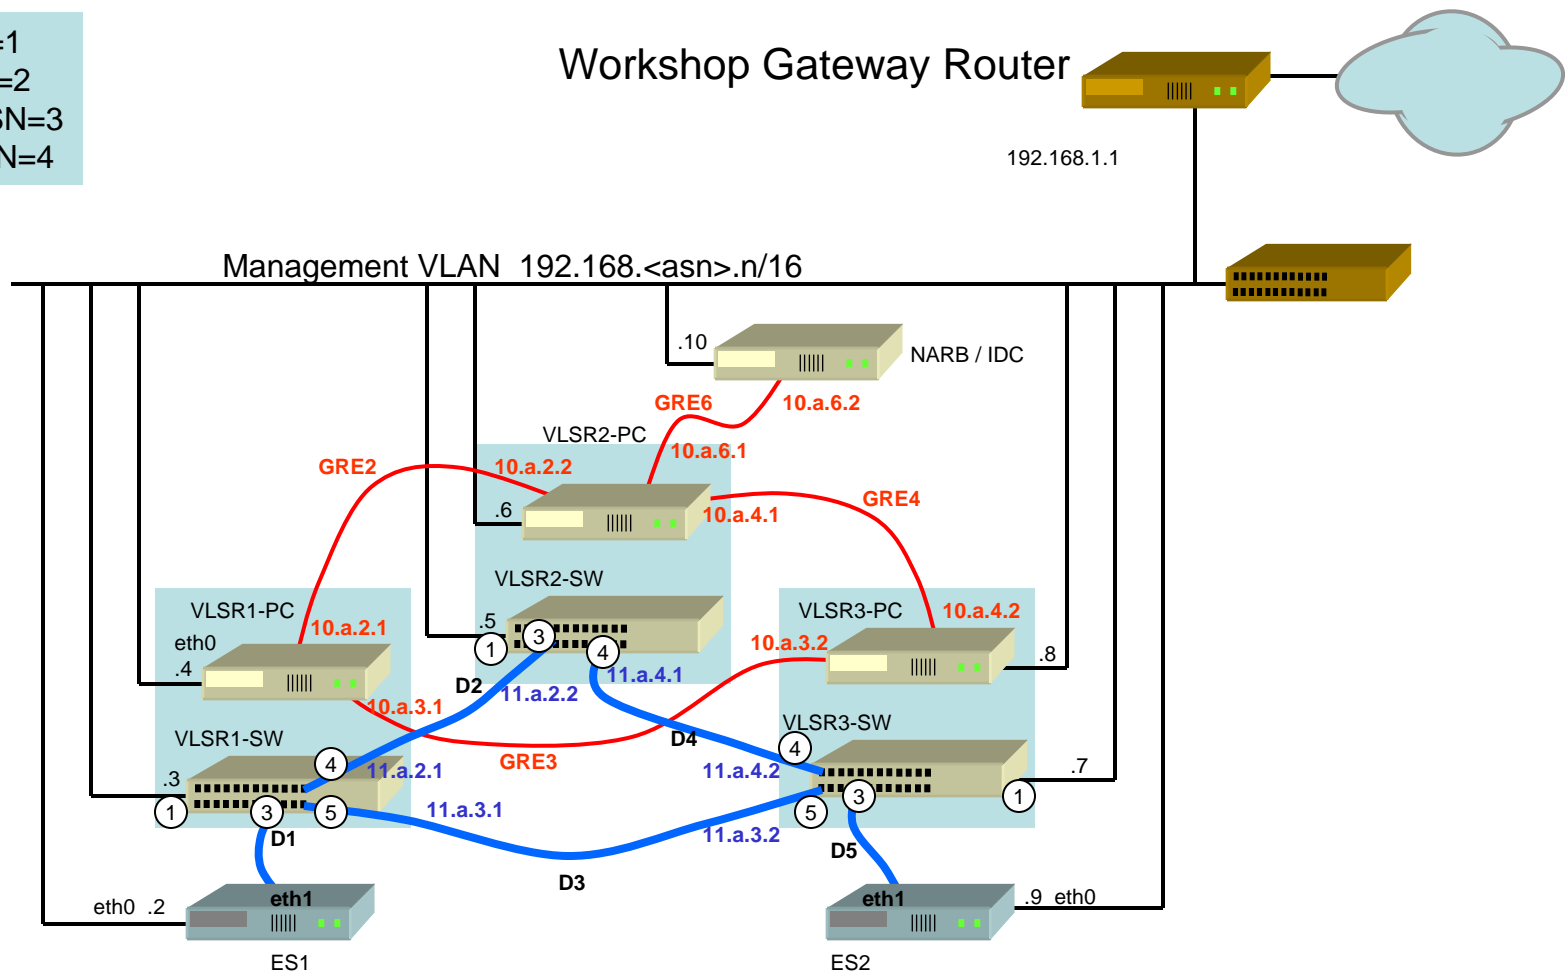 =1
=2
SN=3
N=4
Workshop Gateway Router
192.168.1.1
Management VLAN 192.168.<asn>.n/16
.10
NARB / IDC
GRE6
10.a.6.2
VLSR2-PC
10.a.6.1
GRE2
10.a.2.2
GRE4
.6
10.a.4.1
VLSR2-SW
VLSR1-PC
VLSR3-PC
10.a.4.2
10.a.2.1
.5
3
eth0
1
4
10.a.3.2
.8
.4
11.a.4.1
D2
11.a.2.2
10.a.3.1
VLSR1-SW
VLSR3-SW
D4
4
GRE3
4
11.a.2.1
11.a.4.2
.7
.3
1
3
5
11.a.3.1
5
3
1
D1
11.a.3.2
D5
D3
eth1
eth1
eth0 .2
.9 eth0
ES1
ES2